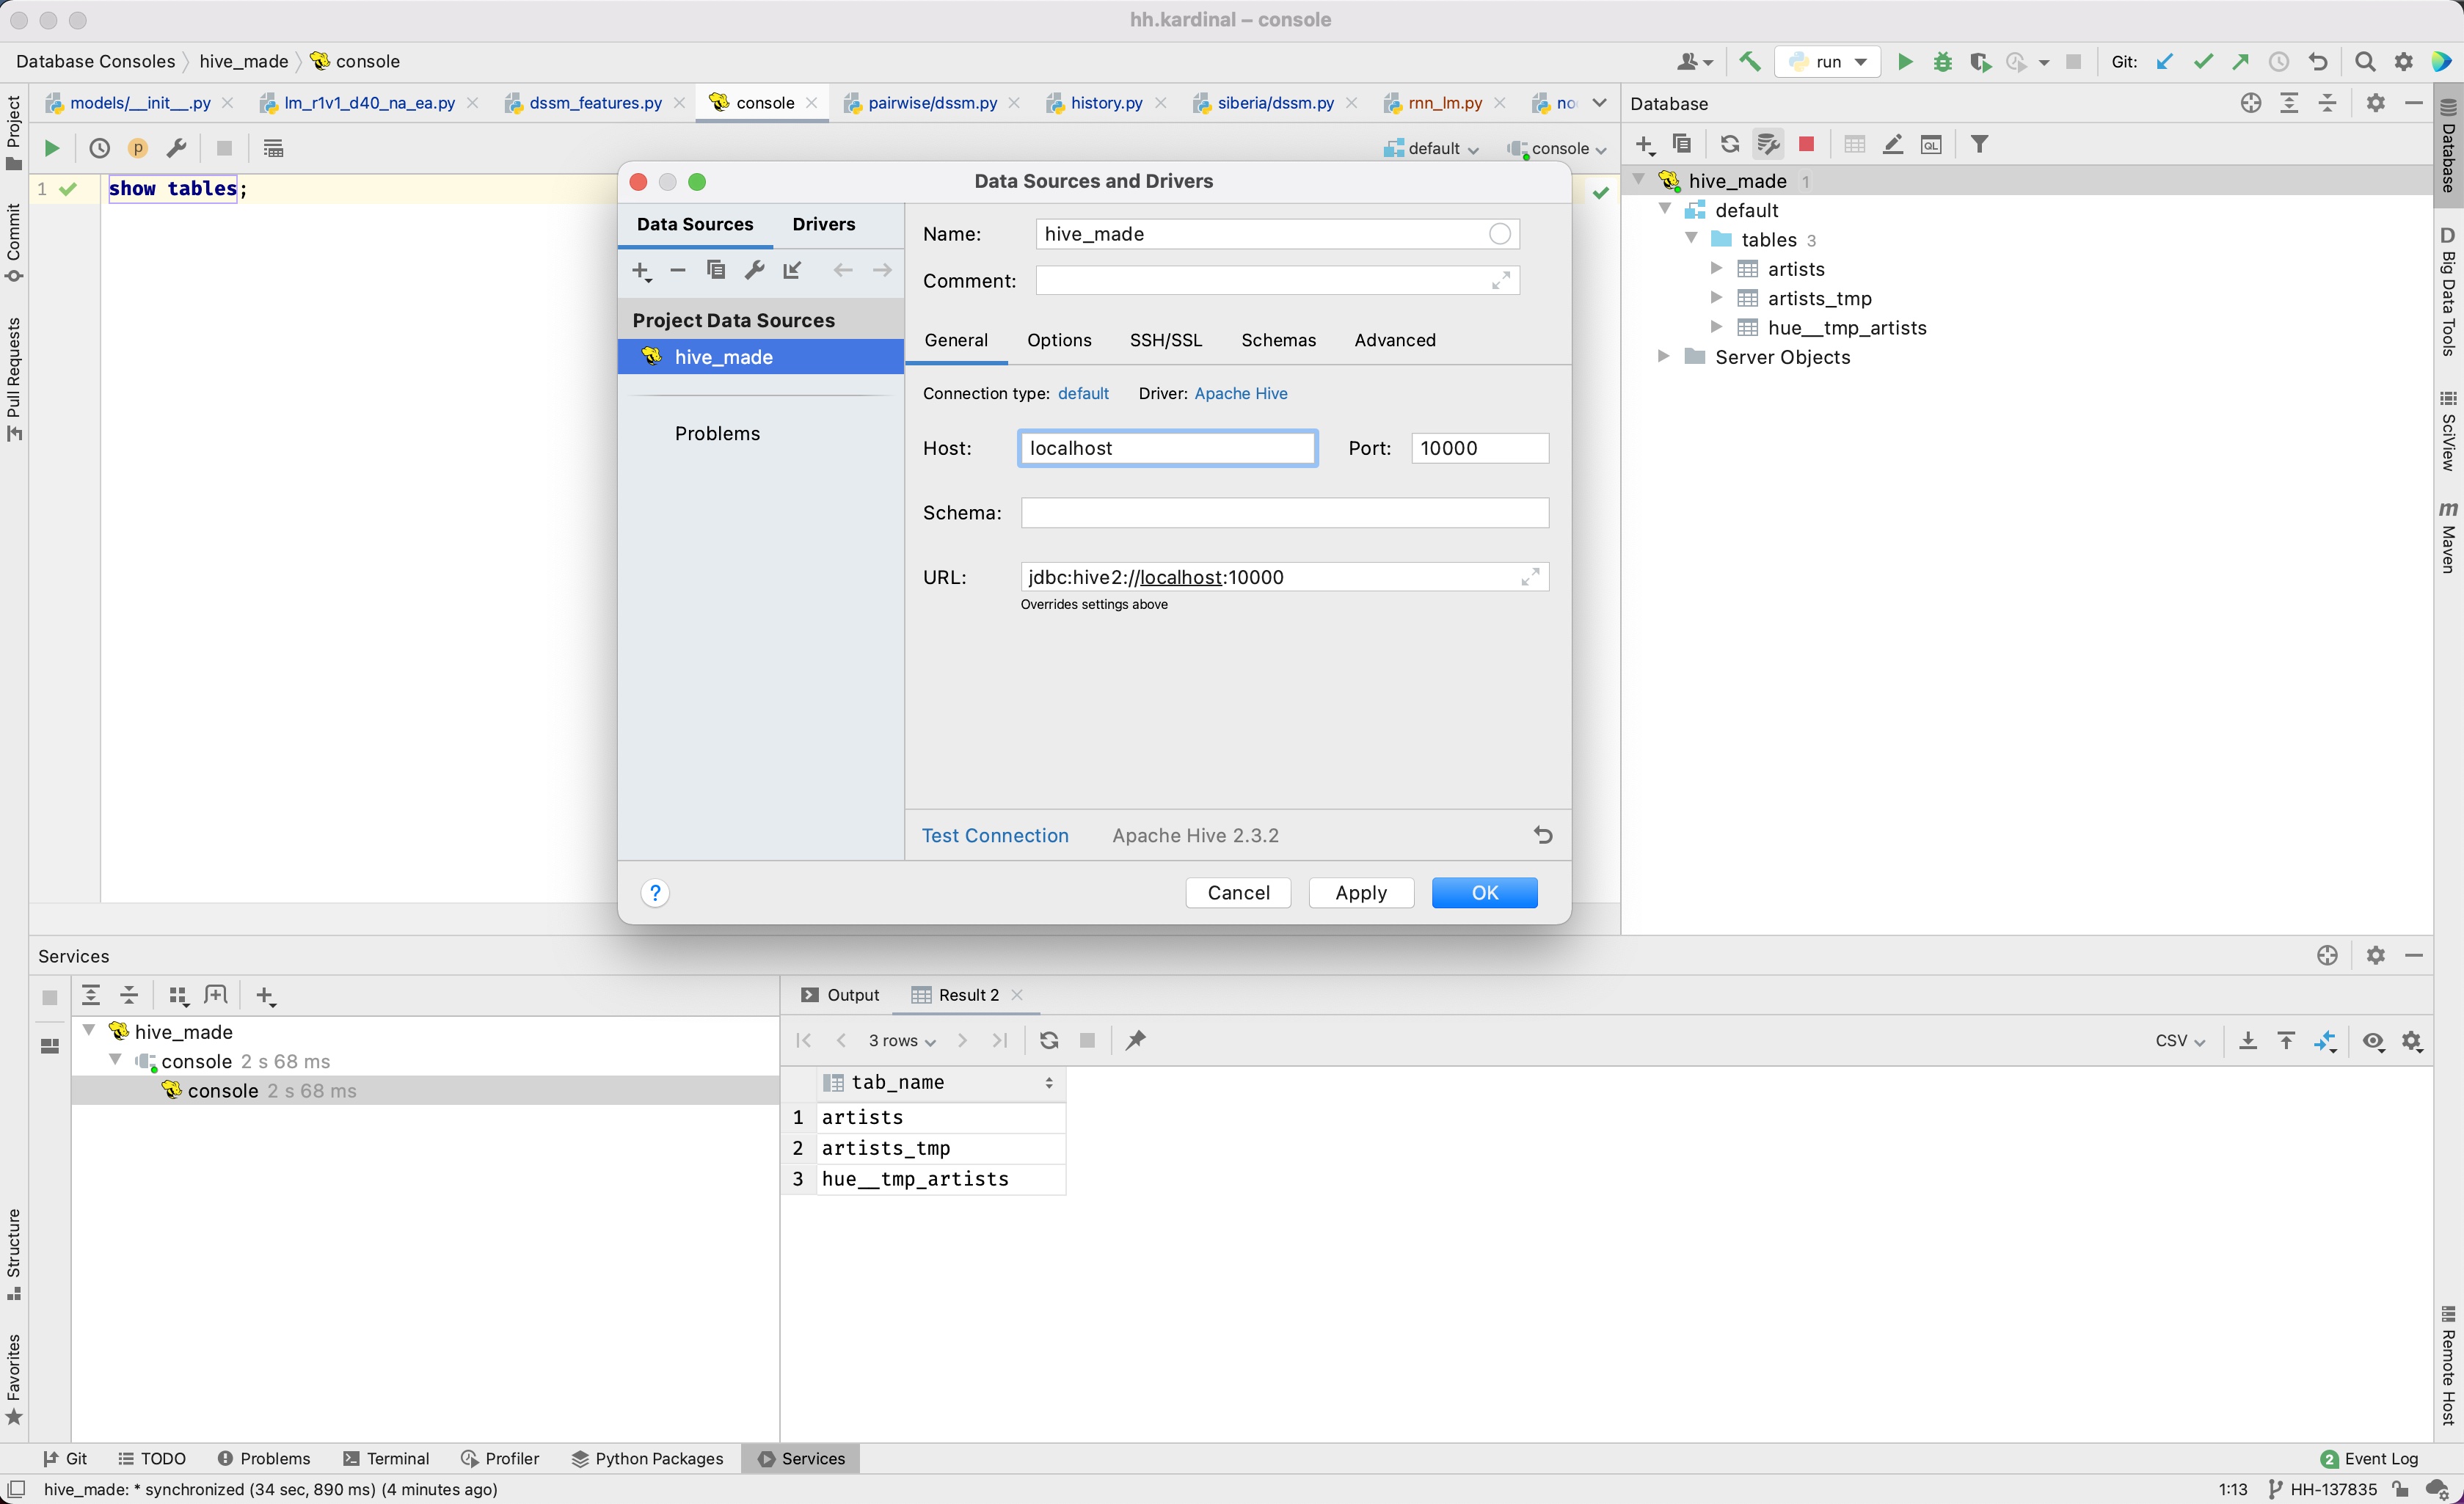 hh.kardinal – console
Database Consoles hive_made console
run Git:
models/__init__.py lm_r1v1_d40_na_ea.py dssm_features.py console pairwise/dssm.py history.py siberia/dssm.py rnn_lm.py no
Database
default console
1 show tables;
Project
Commit
Pull Requests
Structure
Favorites
Data Sources and Drivers
Data Sources Drivers
Project Data Sources
hive_made
Problems
Name: hive_made
Comment:
General Options SSH/SSL Schemas Advanced
Connection type: default Driver: Apache Hive
Host: localhost Port: 10000
Schema:
URL: jdbc:hive2://localhost:10000
Overrides settings above
Test Connection Apache Hive 2.3.2
? Cancel Apply OK
hive_made 1
default
tables 3
artists
artists_tmp
hue__tmp_artists
Server Objects
Database
D Big Data Tools
SciView
m Maven
Remote Host
Services
hive_made
console 2 s 68 ms
console 2 s 68 ms
Output Result 2
3 rows CSV
tab_name
1 artists
2 artists_tmp
3 hue__tmp_artists
Git TODO Problems Terminal Profiler Python Packages Services 2 Event Log
hive_made: * synchronized (34 sec, 890 ms) (4 minutes ago) 1:13 HH-137835